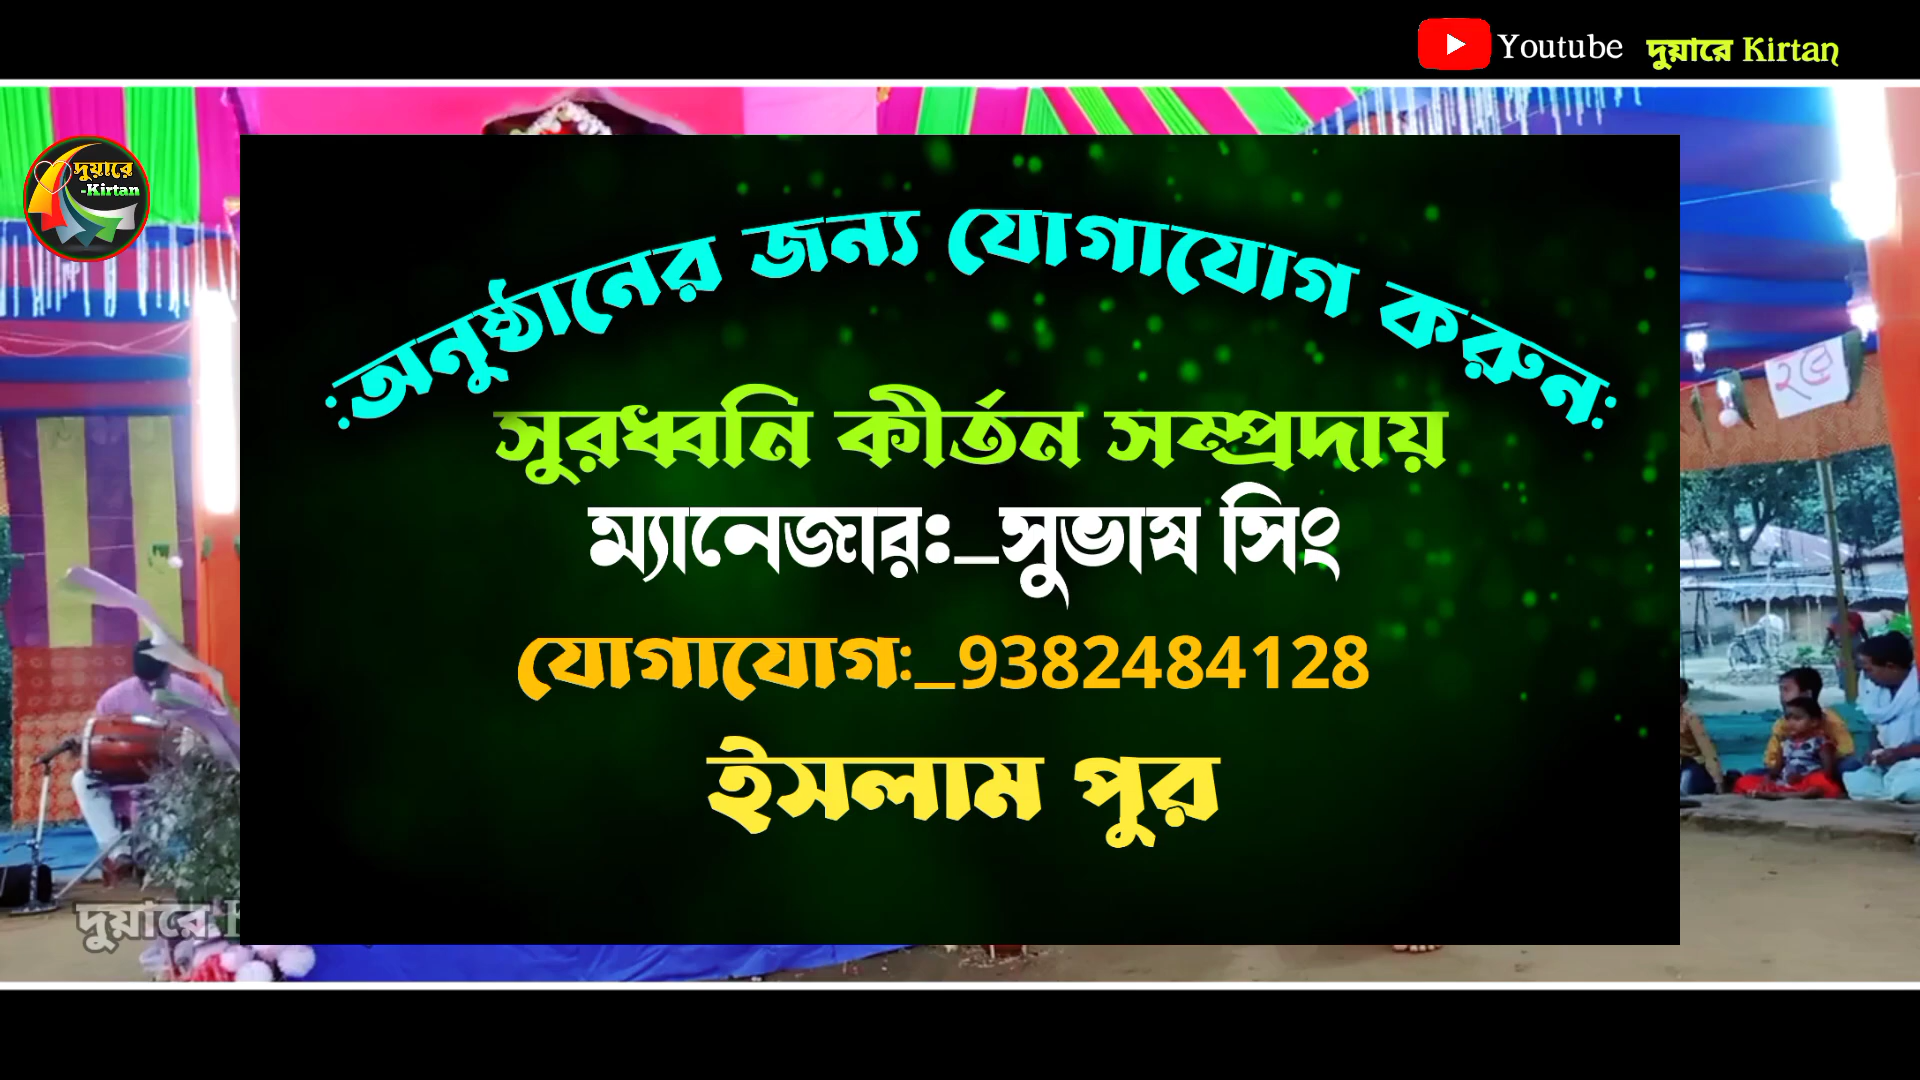 Youtube দুয়ারে Kirtan
দুয়ারে
-Kirtan
:অনুষ্ঠানের জন্য যোগাযোগ করুন:
সুরধ্বনি কীর্তন সম্প্রদায়
ম্যানেজার:_সুভাষ সিং
হরে
যোগাযোগ:_9382484128
ইসলাম পুর
দুয়ারে